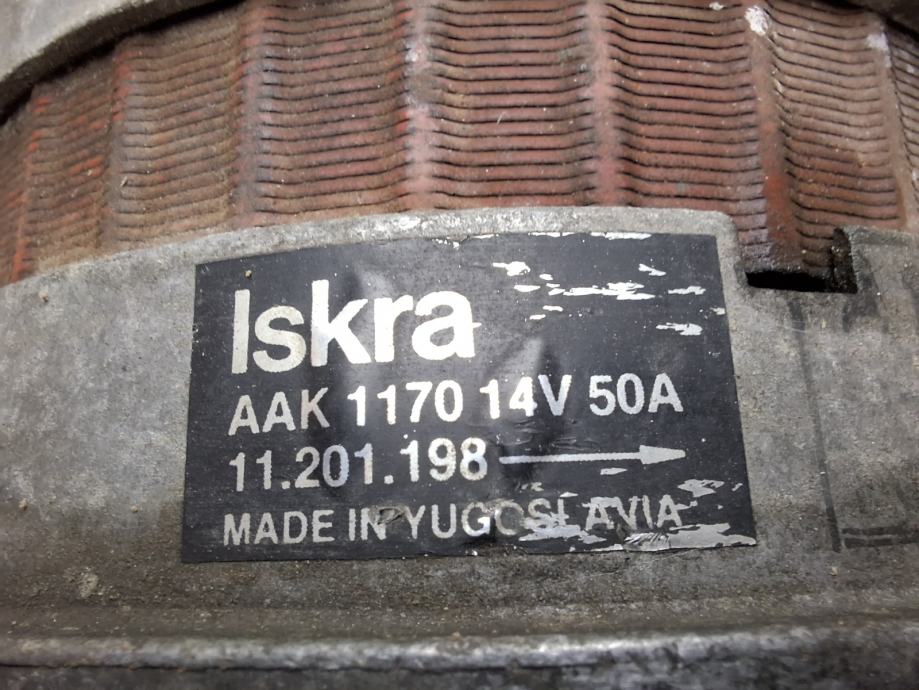 Iskra
AAK 1170 14V 50A
11.201.198
MADE IN YUGOSLAVIA